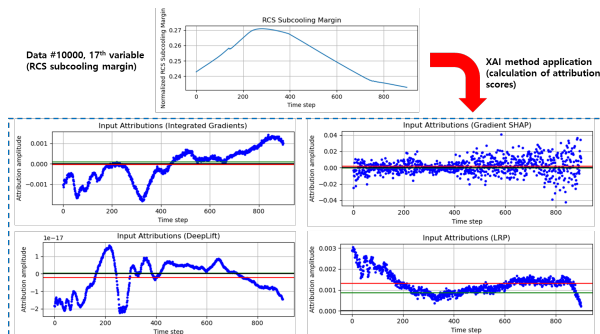 RCS Subcooling Margin
Data #10000, 17th variable
(RCS subcooling margin)
Normalized RCS Subcooling Margin
0.27
0.26
0.25
0.24
0 200 400 600 800
Time step
XAI method application
(calculation of attribution
scores)
Input Attributions (Integrated Gradients)
Attribution amplitude
0.001
0.000
−0.001
0 200 400 600 800
Time step
Input Attributions (Gradient SHAP)
Attribution amplitude
0.04
0.02
0.00
−0.02
−0.04
0 200 400 600 800
Time step
Input Attributions (DeepLift)
1e−17
Attribution amplitude
1
0
−1
−2
0 200 400 600 800
Time step
Input Attributions (LRP)
Attribution amplitude
0.003
0.002
0.001
0.000
0 200 400 600 800
Time step